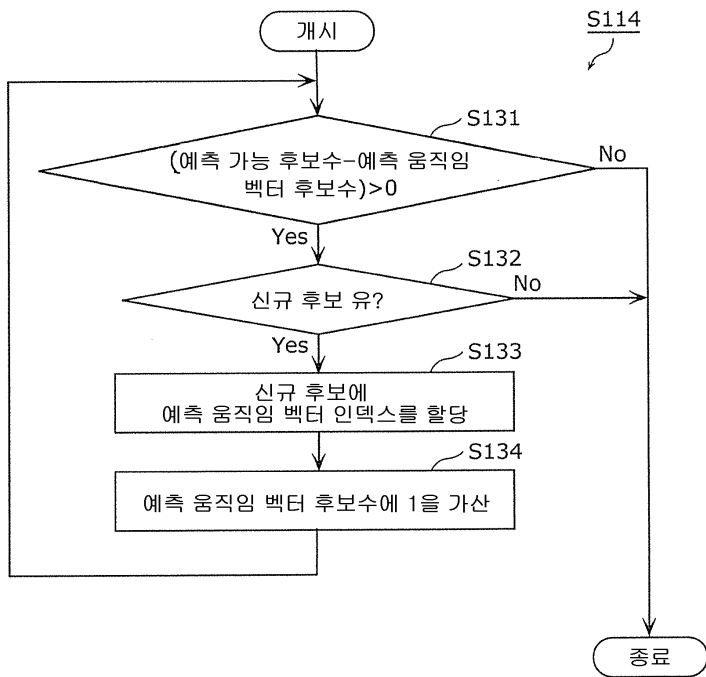 개시
S114
S131
(예측 가능 후보수-예측 움직임
벡터 후보수)>0
No
Yes
S132
신규 후보 유?
No
Yes
S133
신규 후보에
예측 움직임 벡터 인덱스를 할당
S134
예측 움직임 벡터 후보수에 1을 가산
종료